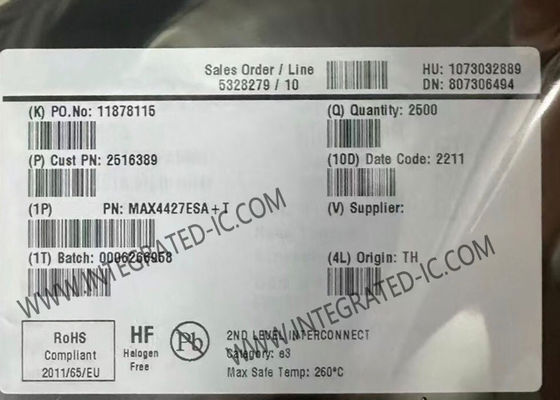 Sales Order / Line
5328279 / 10
HU: 1073032889
DN: 807306494
(K) PO.No: 11878115
(Q) Quantity: 2500
(P) Cust PN: 2516389
(10D) Date Code: 2211
(1P) PN: MAX4427ESA+T
(V) Supplier:
(1T) Batch: 0006266958
(4L) Origin: TH
WWW.INTEGRATED-IC.COM
WWW.INTEGRATED-IC.COM
RoHS
Compliant
2011/65/EU
HF
Halogen
Free
Pb
2ND LEVEL INTERCONNECT
Category: e3
Max Safe Temp: 260°C